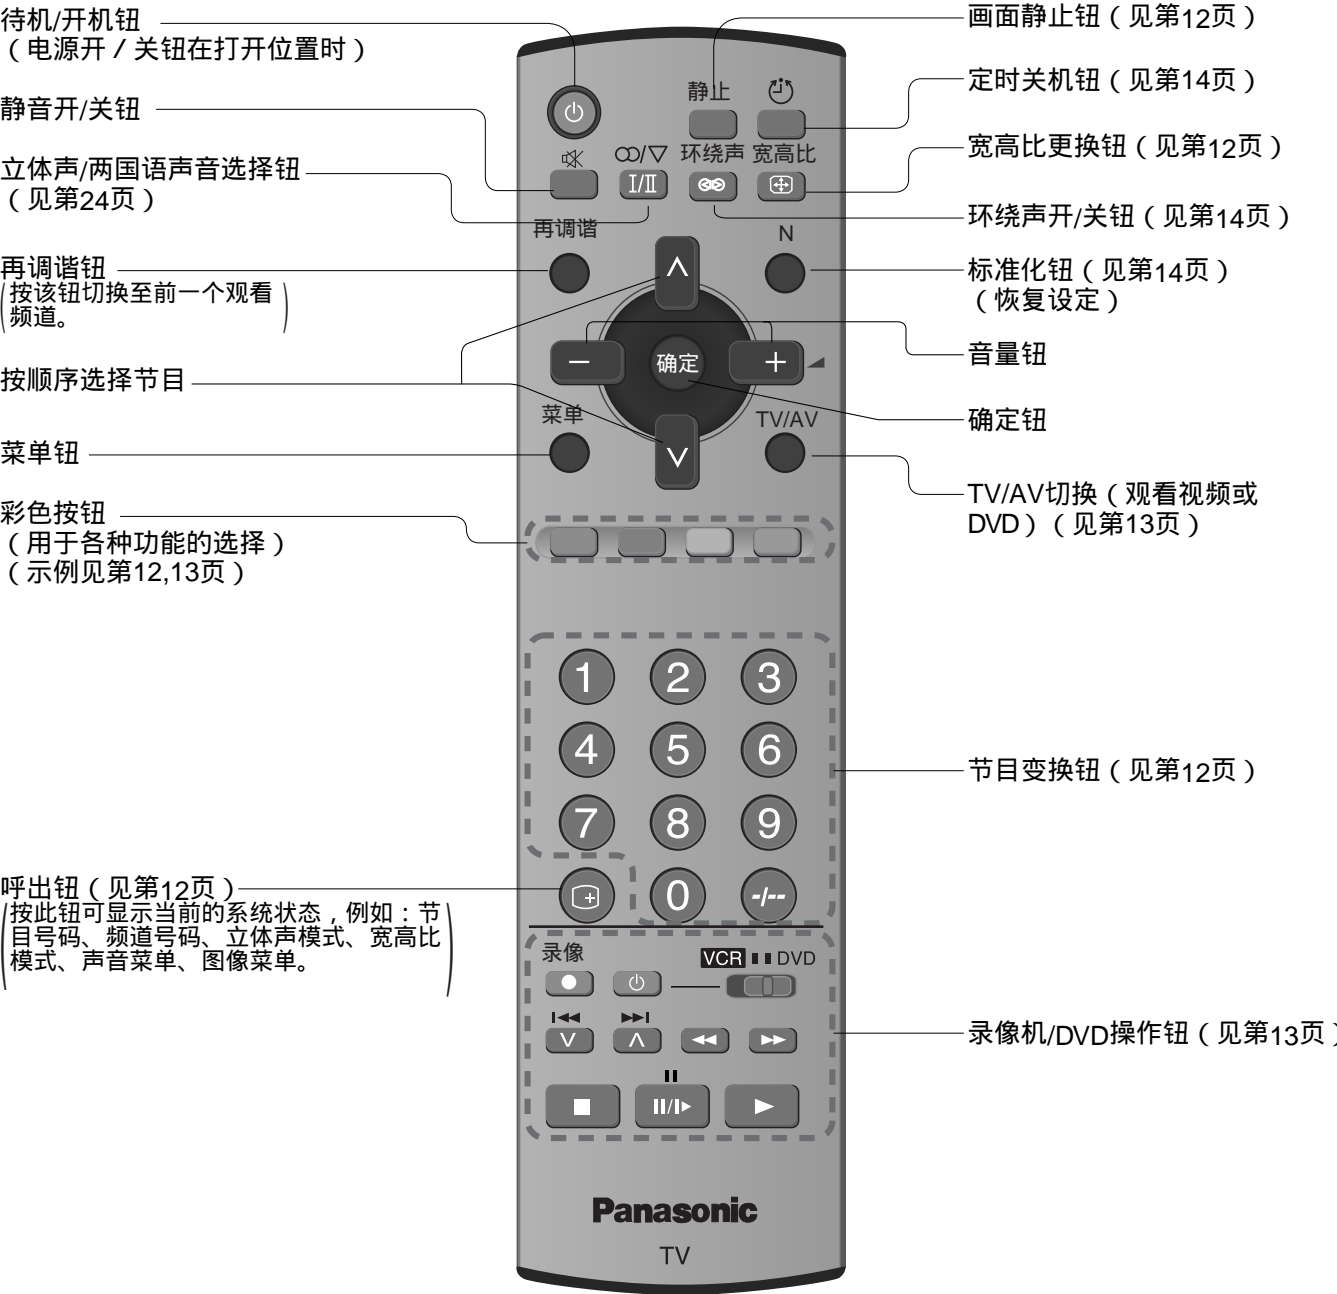 待机/开机钮
（电源开／关钮在打开位置时）
静音开/关钮
立体声/两国语声音选择钮
（见第24页）
再调谐钮
（按该钮切换至前一个观看
频道。）
按顺序选择节目
菜单钮
彩色按钮
（用于各种功能的选择）
（示例见第12,13页）
呼出钮（见第12页）
（按此钮可显示当前的系统状态，例如：节
目号码、频道号码、立体声模式、宽高比
模式、声音菜单、图像菜单。）
静止
环绕声 宽高比
I/II
再调谐
N
确定
菜单
TV/AV
1 2 3
4 5 6
7 8 9
0 -/--
录像
VCR DVD
Panasonic
TV
画面静止钮（见第12页）
定时关机钮（见第14页）
宽高比更换钮（见第12页）
环绕声开/关钮（见第14页）
标准化钮（见第14页）
（恢复设定）
音量钮
确定钮
TV/AV切换（观看视频或
DVD）（见第13页）
节目变换钮（见第12页）
录像机/DVD操作钮（见第13页）